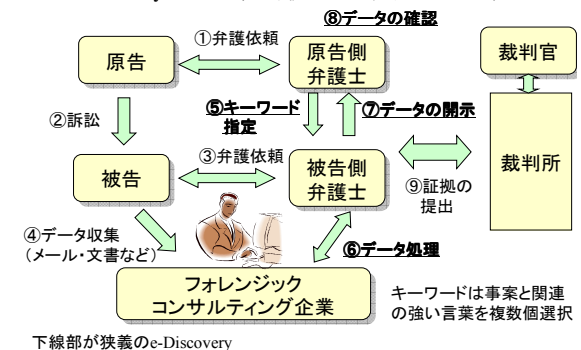 ⑧データの確認
①弁護依頼
原告
原告側
弁護士
裁判官
②訴訟
⑤キーワード
指定
⑦データの開示
③弁護依頼
被告
被告側
弁護士
裁判所
⑨証拠の
提出
④データ収集
（メール・文書など）
⑥データ処理
フォレンジック
コンサルティング企業
キーワードは事案と関連
の強い言葉を複数個選択
下線部が狭義のe-Discovery